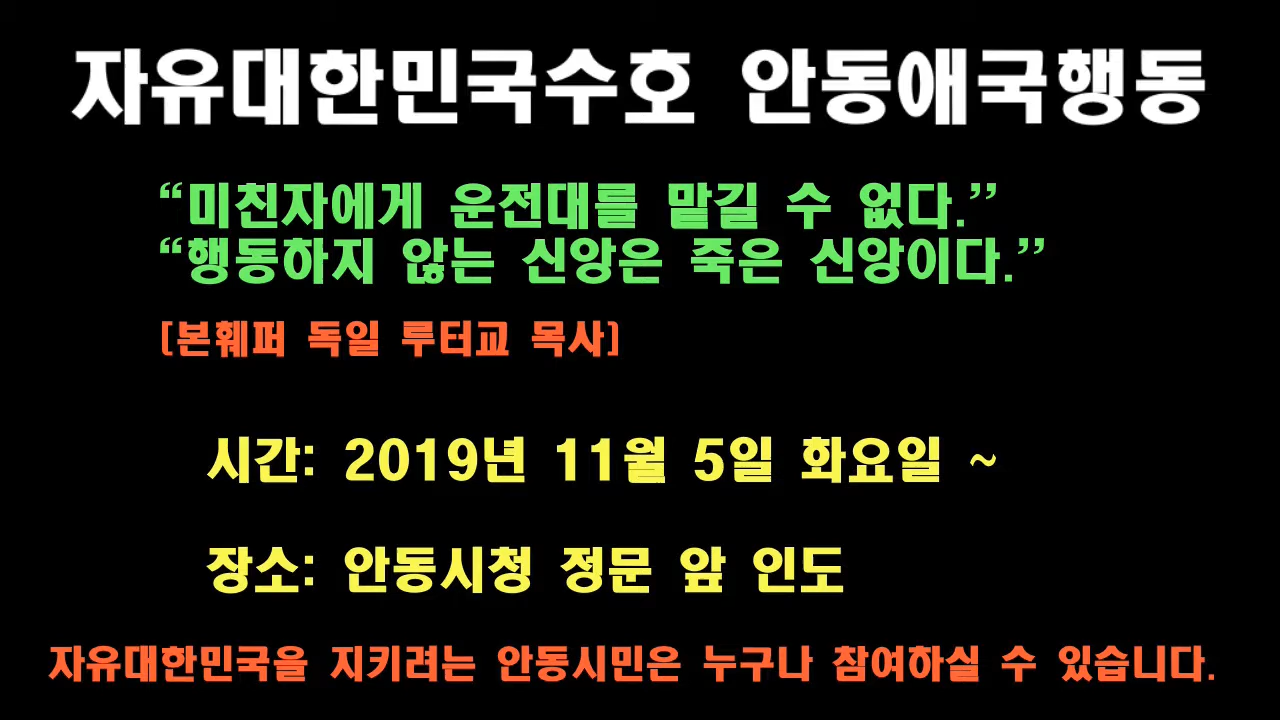 자유대한민국수호 안동애국행동
“미친자에게 운전대를 맡길 수 없다.”
“행동하지 않는 신앙은 죽은 신앙이다.”
[본훼퍼 독일 루터교 목사]
시간: 2019년 11월 5일 화요일 ~
장소: 안동시청 정문 앞 인도
자유대한민국을 지키려는 안동시민은 누구나 참여하실 수 있습니다.